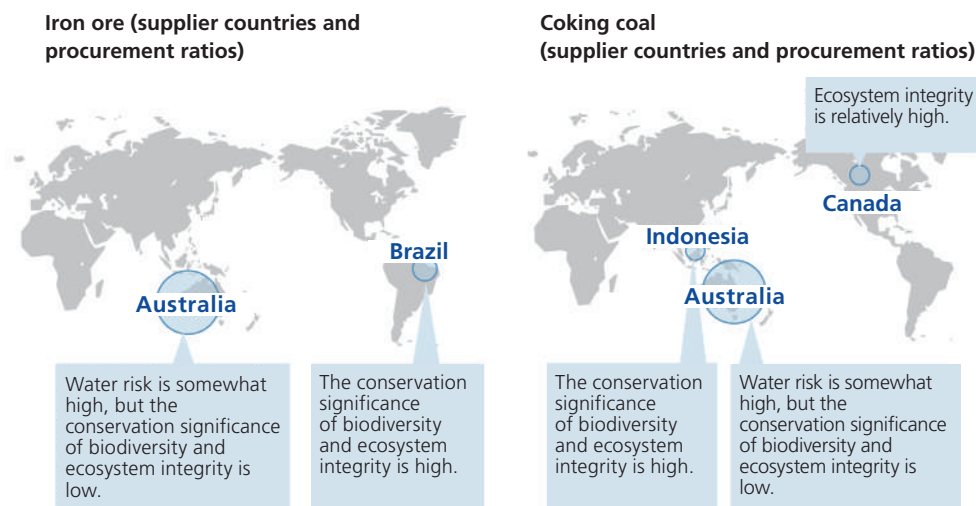 Iron ore (supplier countries and
procurement ratios)
Brazil
Australia
Water risk is somewhat
high, but the
conservation significance
of biodiversity and
ecosystem integrity is
low.
The conservation
significance
of biodiversity
and ecosystem
integrity is high.
Coking coal
(supplier countries and procurement ratios)
Ecosystem integrity
is relatively high.
Canada
Indonesia
Australia
The conservation
significance
of biodiversity
and ecosystem
integrity is high.
Water risk is somewhat
high, but the
conservation significance
of biodiversity and
ecosystem integrity is
low.